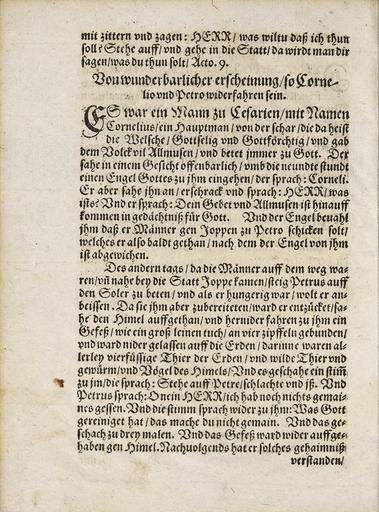 mit zittern vnd zagen: HERR/ was wiltu daß ich thun
soll? Stehe auff/ vnd gehe in die Statt/ da wirdt man dir
sagen/ was du thun solt/ Acto. 9.
Von wunderbarlicher erscheinung/ so Corne-
lio vnd Petro widerfahren sein.
ES war ein Mann zu Cesarien/ mit Namen
Cornelius/ ein Hauptman/ von der schar/ die da heist
die Welsche/ Gottselig vnd Gottförchtig/ vnd gab
dem Volck vil Allmusen/ vnd betet jmmer zu Gott. Der
sahe in einem Gesicht offenbarlich/ vmb die neundte stundt
einen Engel Gottes zu jhm eingehen/ der sprach: Corneli.
Er aber sahe jhn an/ erschrack vnd sprach: HERR/ was
ists? Vnd er sprach: Dein Gebet vnd Allmusen ist hinauff
kommen in gedächtniß für Gott. Vnd der Engel beuahl
jhm daß er Männer gen Joppen zu Petro schicken solt/
welches er also baldt gethan/ nach dem der Engel von jhm
ist abgewichen.
Des andern tags/ da die Männer auff dem weg wa-
ren/ vñ nahe bey die Statt Joppe kamen/ steig Petrus auff
den Soler zu beten/ vnd als er hungerig war/ wolt er an-
beissen. Da sie jhm aber zubereiteten/ ward er entzücket/ sa-
he den Himel auffgethan/ vnd hernider fahren zu jhm ein
Gefeß/ wie ein groß leinen tuch/ an vier zipffeln gebunden/
vnd ward nider gelassen auff die Erden/ darinne waren al-
lerley vierfüssige Thier der Erden/ vnd wilde Thier vnd
gewürm/ vnd Vögel des Himels/ Vnd es geschahe ein stim̃
zu jm/ die sprach: Stehe auff Petre/ schlachte vnd iß. Vnd
Petrus sprach: O nein HERR/ ich hab noch nichts gemai-
nes gessen. Vnd die stimm sprach wider zu jhm: Was Gott
gereiniget hat/ das mache du nicht gemain. Vnd das ge-
schach zu drey malen. Vnd das Gefeß ward wider auffge-
haben gen Himel. Nachuolgends hat er solches gehaimniß
verstanden/